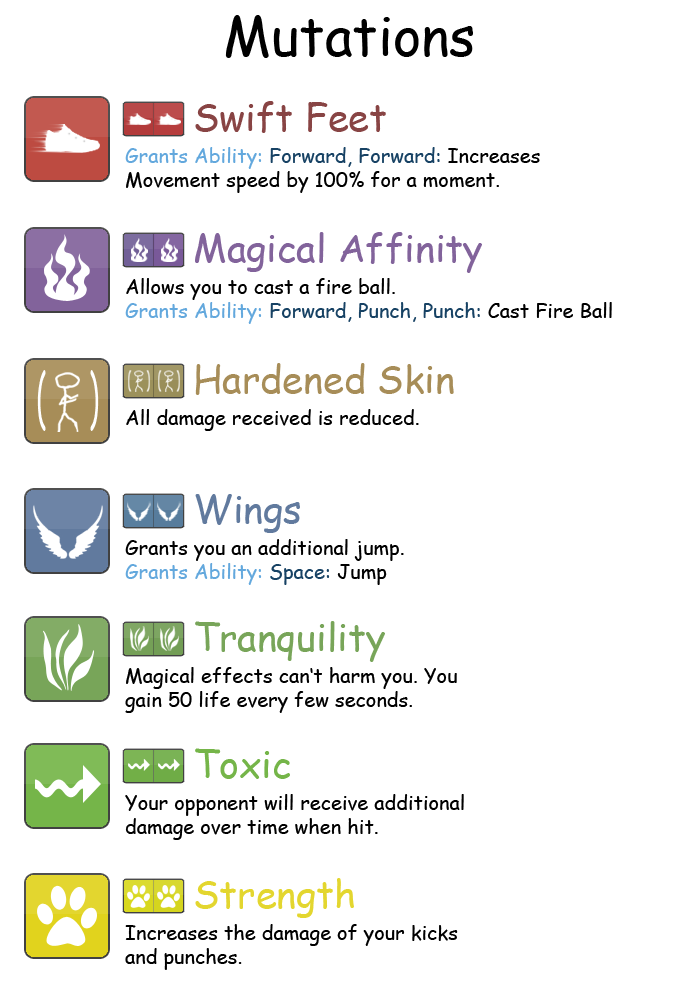 Mutations
Swift Feet
Grants Ability: Forward, Forward: Increases
Movement speed by 100% for a moment.
Magical Affinity
Allows you to cast a fire ball.
Grants Ability: Forward, Punch, Punch: Cast Fire Ball
Hardened Skin
All damage received is reduced.
Wings
Grants you an additional jump.
Grants Ability: Space: Jump
Tranquility
Magical effects can't harm you. You
gain 50 life every few seconds.
Toxic
Your opponent will receive additional
damage over time when hit.
Strength
Increases the damage of your kicks
and punches.